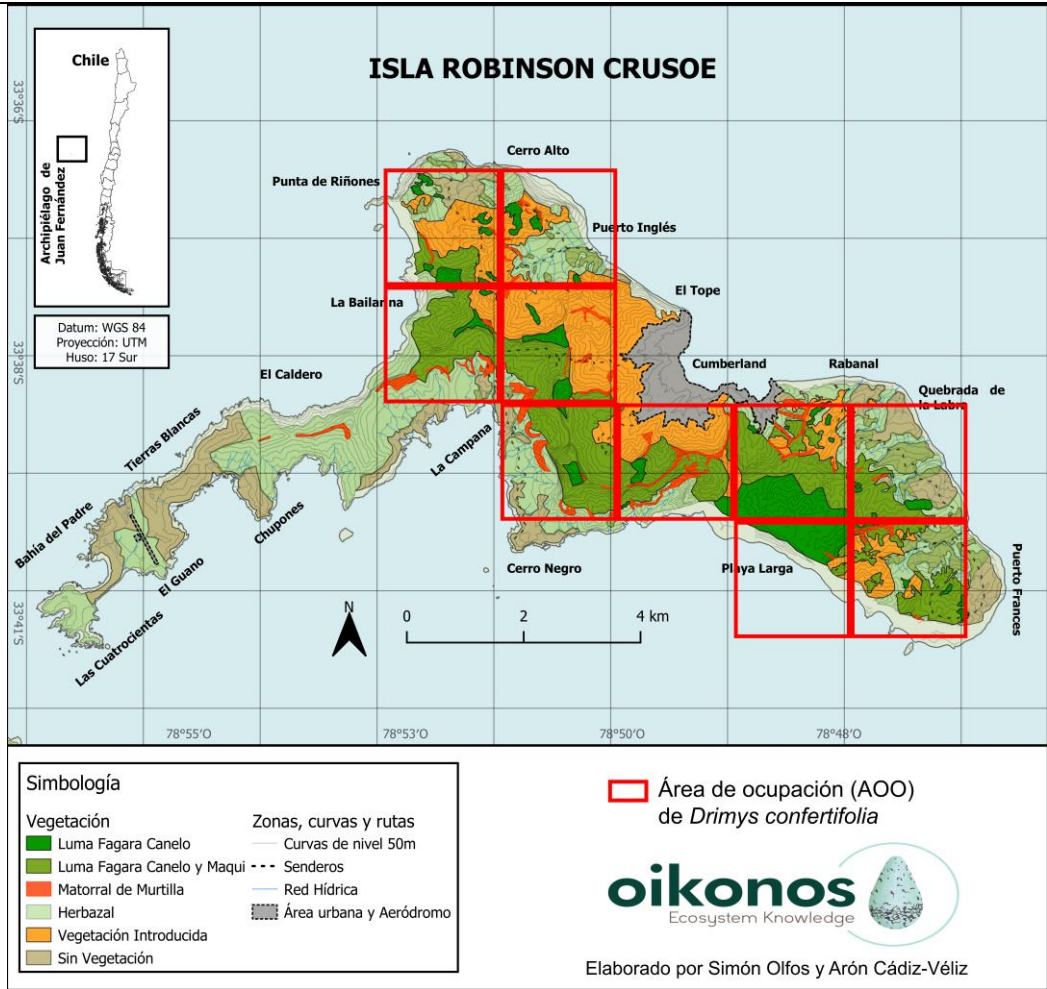 ISLA ROBINSON CRUSOE
Chile
Archipiélago de
Juan Fernández
Datum: WGS 84
Proyección: UTM
Huso: 17 Sur
33°36'S
33°38'S
33°41'S
Cerro Alto
Punta de Riñones
Puerto Inglés
La Bailarina
El Tope
El Caldero
Cumberland
Rabanal
Quebrada de
la Labra
Tierras Blancas
La Campana
Bahía del Padre
Chupones
El Guano
Cerro Negro
Playa Larga
Puerto Frances
Las Cuatrocientas
N
0 2 4 km
78°55'O
78°53'O
78°50'O
78°48'O
Simbología
Vegetación
Luma Fagara Canelo
Luma Fagara Canelo y Maqui
Matorral de Murtilla
Herbazal
Vegetación Introducida
Sin Vegetación
Zonas, curvas y rutas
Curvas de nivel 50m
Senderos
Red Hídrica
Área urbana y Aeródromo
Área de ocupación (AOO)
de Drimys confertifolia
oikonos
Ecosystem Knowledge
Elaborado por Simón Olfos y Arón Cádiz-Véliz